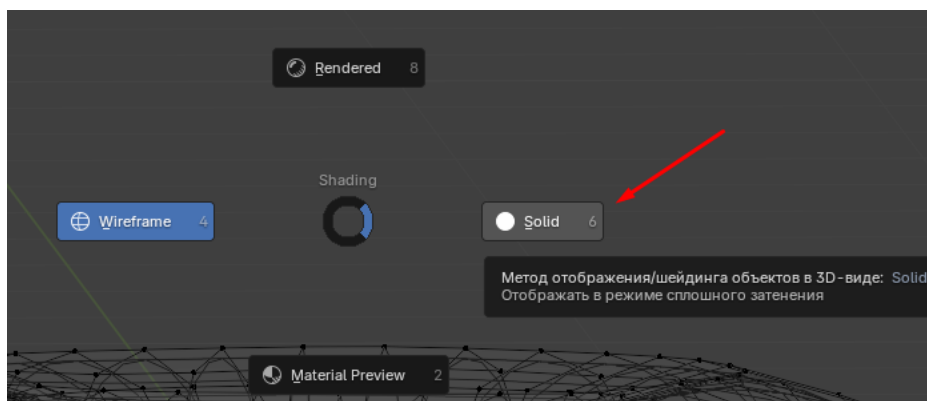 Rendered 8
Shading
Wireframe 4
Solid 6
Метод отображения/шейдинга объектов в 3D-виде: Solid
Отображать в режиме сплошного затенения
Material Preview 2